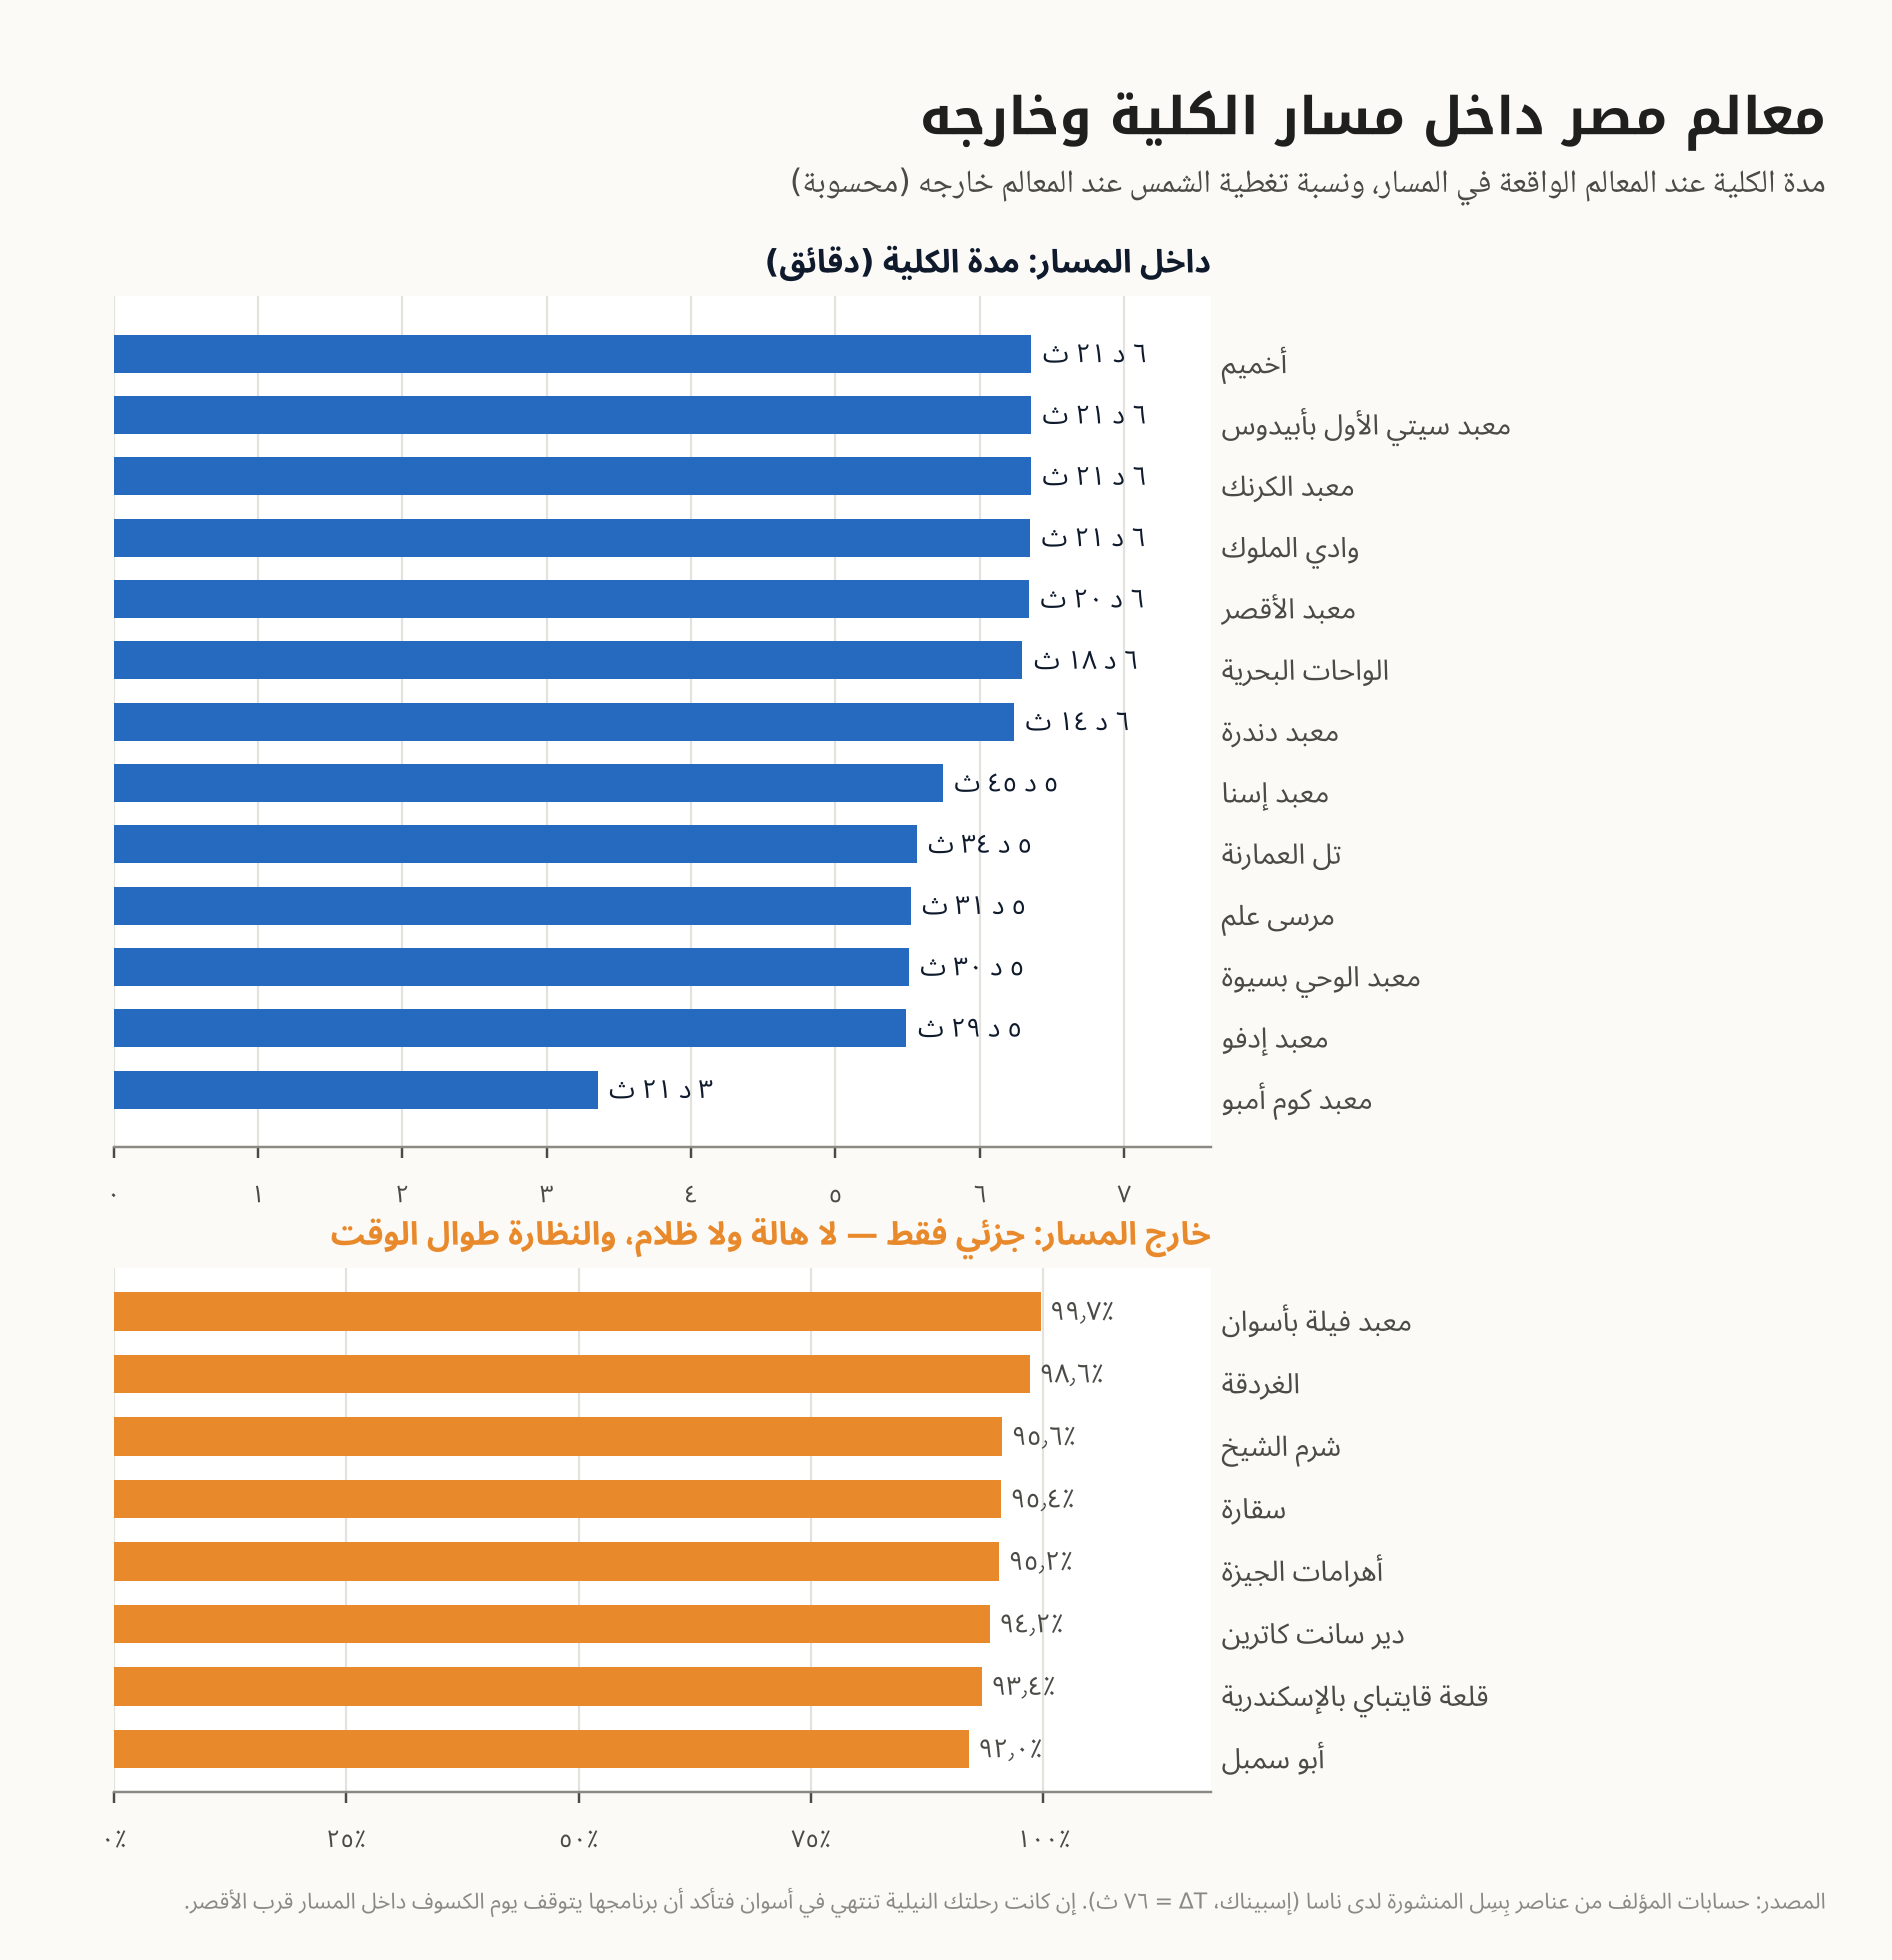 معالم مصر داخل مسار الكلية وخارجه
مدة الكلية عند المعالم الواقعة في المسار، ونسبة تغطية الشمس عند المعالم خارجه (محسوبة)
داخل المسار: مدة الكلية (دقائق)
أخميم ٦ د ٢١ ث
معبد سيتي الأول بأبيدوس ٦ د ٢١ ث
معبد الكرنك ٦ د ٢١ ث
وادي الملوك ٦ د ٢١ ث
معبد الأقصر ٦ د ٢٠ ث
الواحات البحرية ٦ د ١٨ ث
معبد دندرة ٦ د ١٤ ث
معبد إسنا ٥ د ٤٥ ث
تل العمارنة ٥ د ٣٤ ث
مرسى علم ٥ د ٣١ ث
معبد الوحي بسيوة ٥ د ٣٠ ث
معبد إدفو ٥ د ٢٩ ث
معبد كوم أمبو ٣ د ٢١ ث
٠ ١ ٢ ٣ ٤ ٥ ٦ ٧
خارج المسار: جزئي فقط — لا هالة ولا ظلام، والنظارة طوال الوقت
معبد فيلة بأسوان ٩٩٫٧٪
الغردقة ٩٨٫٦٪
شرم الشيخ ٩٥٫٦٪
سقارة ٩٥٫٤٪
أهرامات الجيزة ٩٥٫٢٪
دير سانت كاترين ٩٤٫٢٪
قلعة قايتباي بالإسكندرية ٩٣٫٤٪
أبو سمبل ٩٢٫٠٪
٠٪ ٢٥٪ ٥٠٪ ٧٥٪ ١٠٠٪
المصدر: حسابات المؤلف من عناصر بِسِل المنشورة لدى ناسا (إسبيناك، ΔT = ٧٦ ث). إن كانت رحلتك النيلية تنتهي في أسوان فتأكد أن برنامجها يتوقف يوم الكسوف داخل المسار قرب الأقصر.